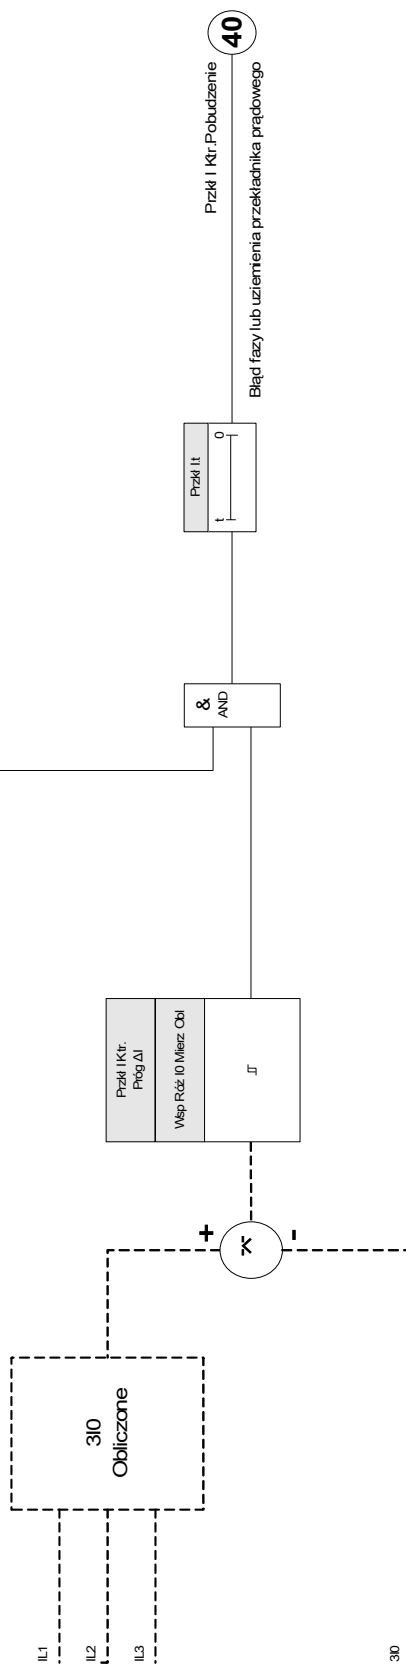 IL1
IL2
IL3
3I0
Obliczone
3I0
+
-
Przkł I Ktr.
Próg ΔI
Wsp Róż I0 Mierz Obl
&
AND
Przkł I.t
t
0
Przkł I Ktr.Pobudzenie
Błąd fazy lub uziemienia przekładnika prądowego
40